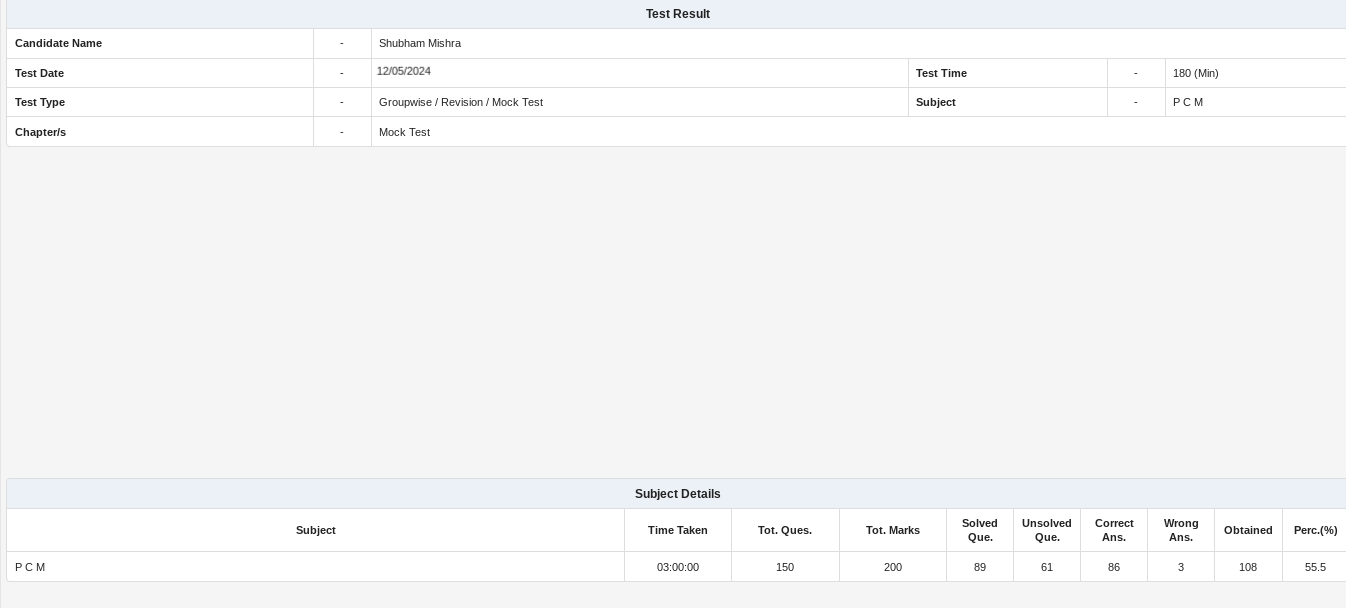 Test Result
Candidate Name - Shubham Mishra
Test Date - 12/05/2024 Test Time - 180 (Min)
Test Type - Groupwise / Revision / Mock Test Subject - P C M
Chapter/s - Mock Test
Subject Details
Subject Time Taken Tot. Ques. Tot. Marks Solved Que. Unsolved Que. Correct Ans. Wrong Ans. Obtained Perc.(%)
P C M 03:00:00 150 200 89 61 86 3 108 55.5